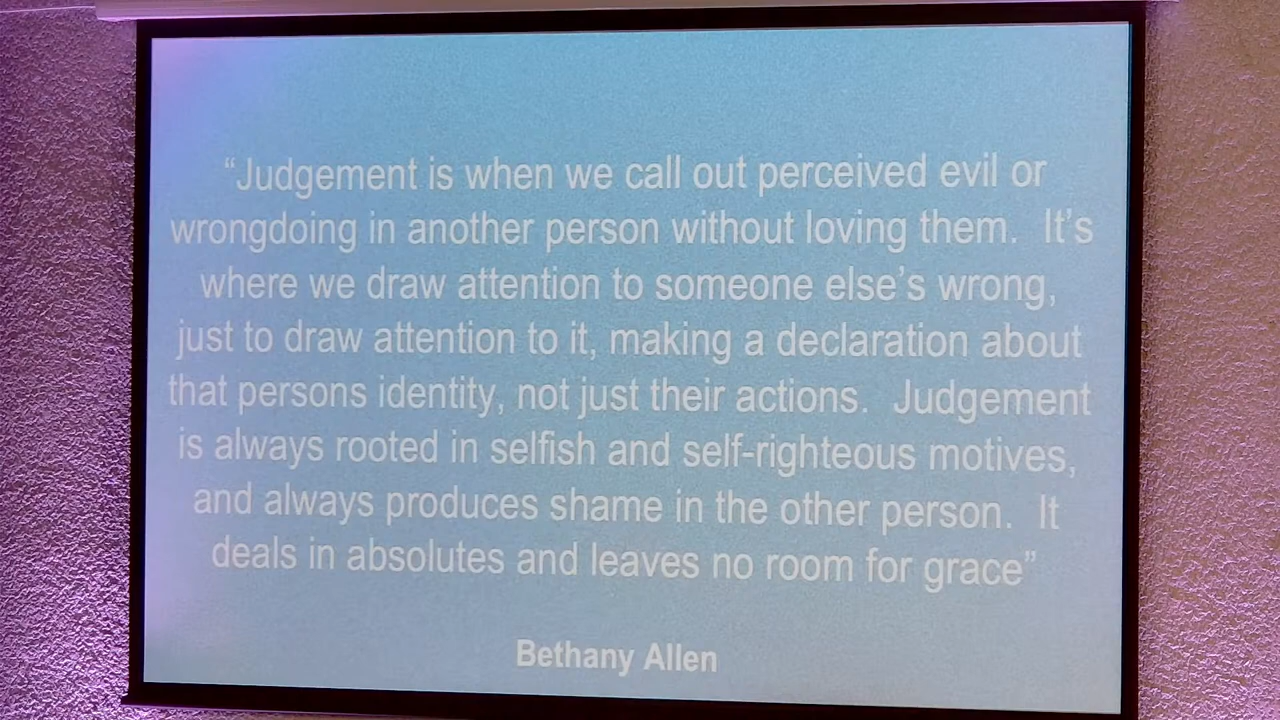 “Judgement is when we call out perceived evil or
wrongdoing in another person without loving them.  It’s
where we draw attention to someone else’s wrong,
just to draw attention to it, making a declaration about
that persons identity, not just their actions.  Judgement
is always rooted in selfish and self-righteous motives,
and always produces shame in the other person.  It
deals in absolutes and leaves no room for grace”
Bethany Allen